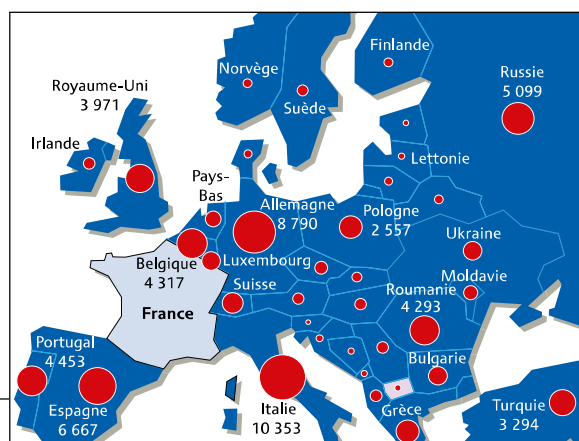 Norvège
Finlande
Suède
Russie
5 099
Royaume-Uni
3 971
Irlande
Lettonie
Pays-
Bas
Allemagne
8 790
Pologne
2 557
Ukraine
Belgique
4 317
Luxembourg
Moldavie
Suisse
Roumanie
4 293
France
Portugal
4 453
Bulgarie
Espagne
6 667
Italie
10 353
Grèce
Turquie
3 294